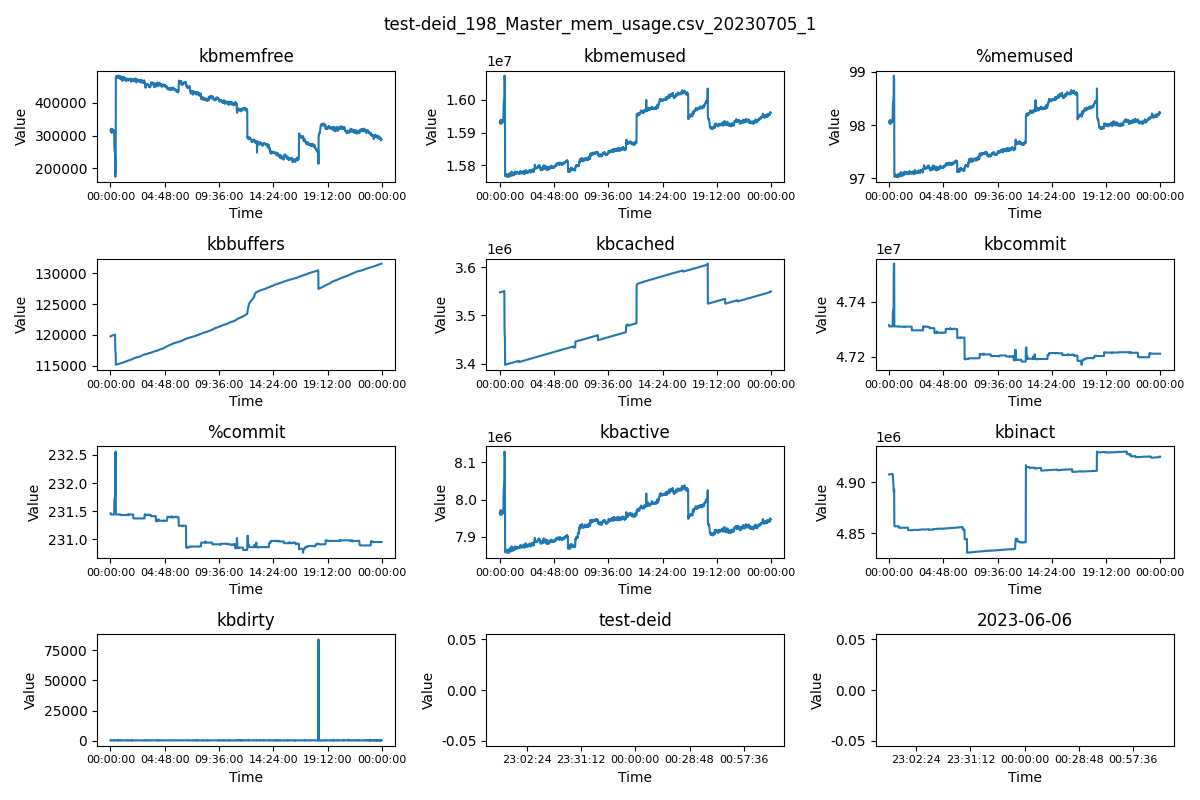 test-deid_198_Master_mem_usage.csv_20230705_1
kbmemfree
Value
400000
300000
200000
00:00:00 04:48:00 09:36:00 14:24:00 19:12:00 00:00:00
Time
kbmemused
1e7
Value
1.60
1.59
1.58
00:00:00 04:48:00 09:36:00 14:24:00 19:12:00 00:00:00
Time
%memused
Value
99
98
97
00:00:00 04:48:00 09:36:00 14:24:00 19:12:00 00:00:00
Time
kbbuffers
Value
130000
125000
120000
115000
00:00:00 04:48:00 09:36:00 14:24:00 19:12:00 00:00:00
Time
kbcached
1e6
Value
3.6
3.5
3.4
00:00:00 04:48:00 09:36:00 14:24:00 19:12:00 00:00:00
Time
kbcommit
1e7
Value
4.74
4.72
00:00:00 04:48:00 09:36:00 14:24:00 19:12:00 00:00:00
Time
%commit
Value
232.5
232.0
231.5
231.0
00:00:00 04:48:00 09:36:00 14:24:00 19:12:00 00:00:00
Time
kbactive
1e6
Value
8.1
8.0
7.9
00:00:00 04:48:00 09:36:00 14:24:00 19:12:00 00:00:00
Time
kbinact
1e6
Value
4.90
4.85
00:00:00 04:48:00 09:36:00 14:24:00 19:12:00 00:00:00
Time
kbdirty
Value
75000
50000
25000
0
00:00:00 04:48:00 09:36:00 14:24:00 19:12:00 00:00:00
Time
test-deid
Value
0.05
0.00
-0.05
23:02:24 23:31:12 00:00:00 00:28:48 00:57:36
Time
2023-06-06
Value
0.05
0.00
-0.05
23:02:24 23:31:12 00:00:00 00:28:48 00:57:36
Time